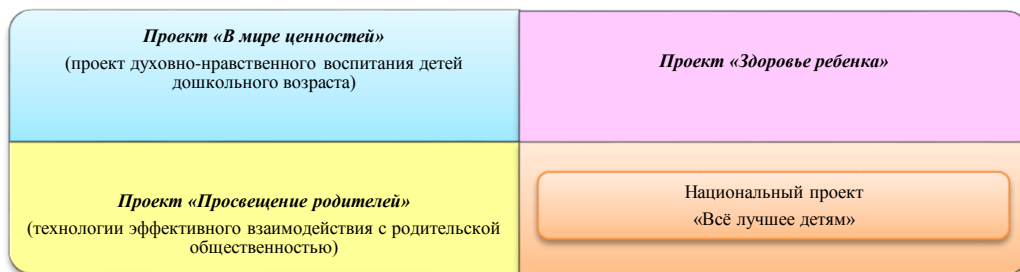 Проект «В мире ценностей»
(проект духовно-нравственного воспитания детей
дошкольного возраста)
Проект «Здоровье ребенка»
Проект «Просвещение родителей»
(технологии эффективного взаимодействия с родительской
общественностью)
Национальный проект
«Всё лучшее детям»